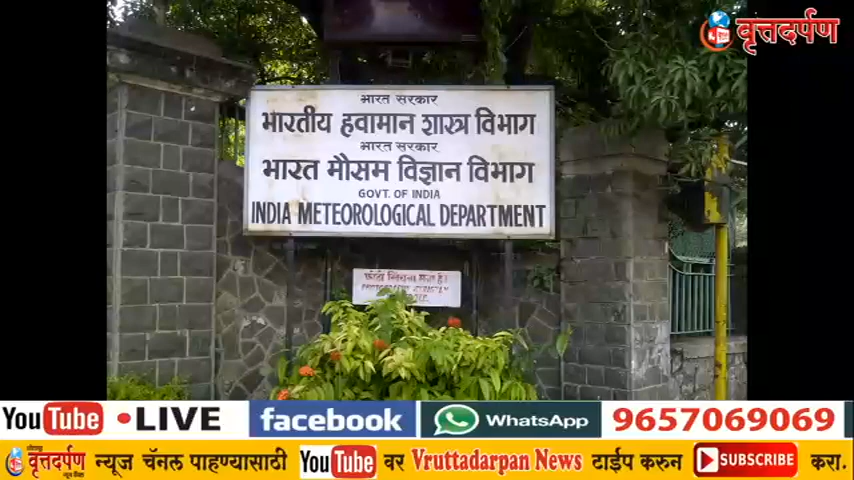 वृत्तदर्पण
भारत सरकार
भारतीय हवामान शास्त्र विभाग
भारत सरकार
भारत मौसम विज्ञान विभाग
GOVT. OF INDIA
INDIA METEOROLOGICAL DEPARTMENT
YouTube LIVE facebook WhatsApp 9657069069
वृत्तदर्पण न्यूज चॅनल पाहण्यासाठी YouTube वर Vruttadarpan News टाईप करुन SUBSCRIBE करा.